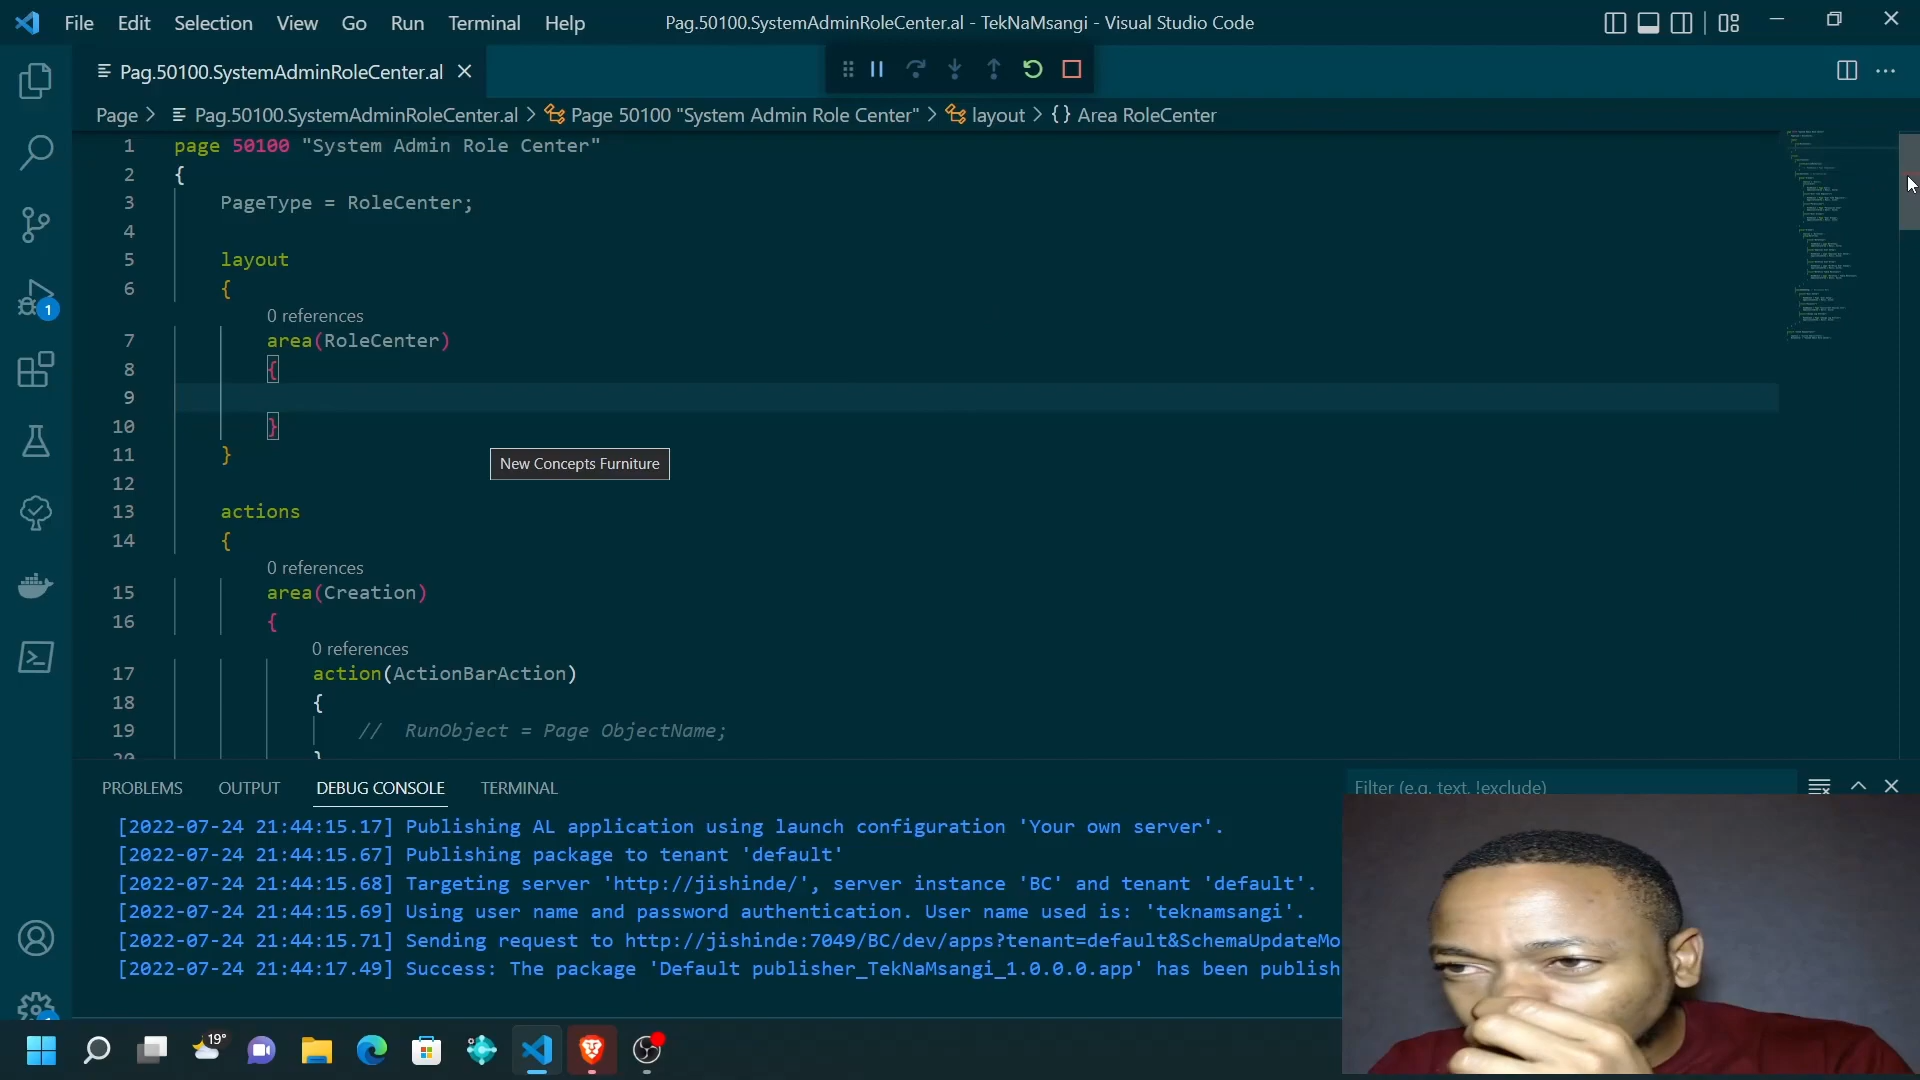 File Edit Selection View Go Run Terminal Help
Pag.50100.SystemAdminRoleCenter.al - TekNaMsangi - Visual Studio Code
Pag.50100.SystemAdminRoleCenter.al
Page > Pag.50100.SystemAdminRoleCenter.al > Page 50100 "System Admin Role Center" > layout > {} Area RoleCenter
1 page 50100 "System Admin Role Center"
2 {
3 PageType = RoleCenter;
4
5 layout
6 {
0 references
7 area(RoleCenter)
8 {
9
10 }
11 }
New Concepts Furniture
12
13 actions
14 {
0 references
15 area(Creation)
16 {
0 references
17 action(ActionBarAction)
18 {
19 // RunObject = Page ObjectName;
20 }
1
PROBLEMS OUTPUT DEBUG CONSOLE TERMINAL
Filter (e.g. text, !exclude)
[2022-07-24 21:44:15.17] Publishing AL application using launch configuration 'Your own server'.
[2022-07-24 21:44:15.67] Publishing package to tenant 'default'
[2022-07-24 21:44:15.68] Targeting server 'http://jishinde/', server instance 'BC' and tenant 'default'.
[2022-07-24 21:44:15.69] Using user name and password authentication. User name used is: 'teknamsangi'.
[2022-07-24 21:44:15.71] Sending request to http://jishinde:7049/BC/dev/apps?tenant=default&SchemaUpdateMo
[2022-07-24 21:44:17.49] Success: The package 'Default publisher_TekNaMsangi_1.0.0.0.app' has been publish
19°